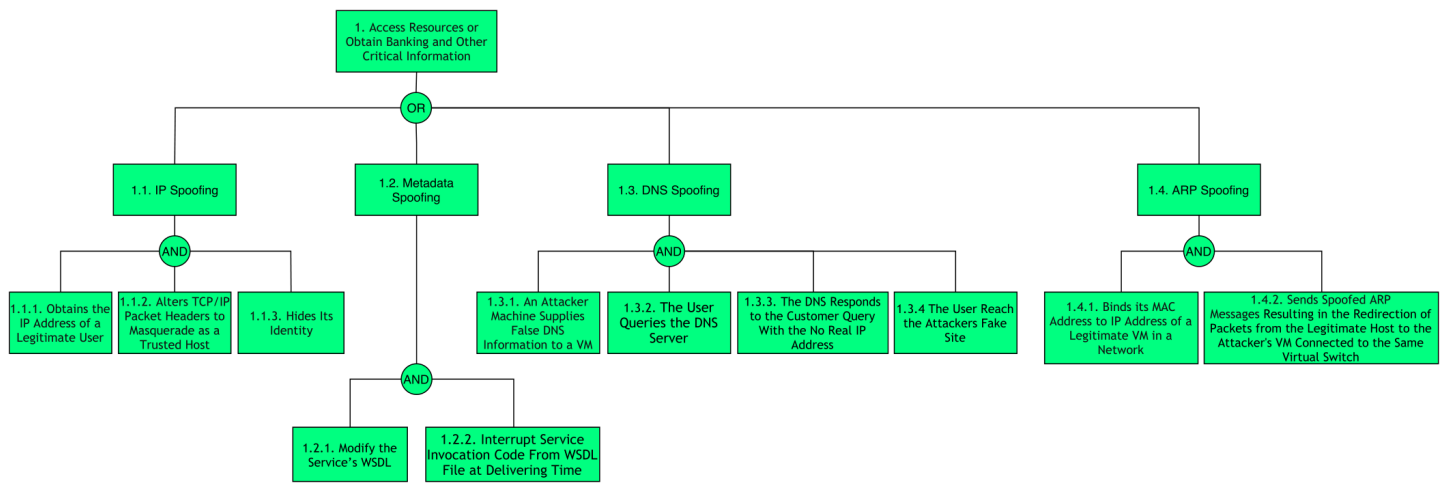 1. Access Resources or
Obtain Banking and Other
Critical Information
OR
1.1. IP Spoofing
1.2. Metadata
Spoofing
1.3. DNS Spoofing
1.4. ARP Spoofing
AND
AND
AND
1.1.1. Obtains the
IP Address of a
Legitimate User
1.1.2. Alters TCP/IP
Packet Headers to
Masquerade as a
Trusted Host
1.1.3. Hides Its
Identity
1.3.1. An Attacker
Machine Supplies
False DNS
Information to a VM
1.3.2. The User
Queries the DNS
Server
1.3.3. The DNS Responds
to the Customer Query
With the No Real IP
Address
1.3.4 The User Reach
the Attackers Fake
Site
1.4.1. Binds its MAC
Address to IP Address of a
Legitimate VM in a
Network
1.4.2. Sends Spoofed ARP
Messages Resulting in the Redirection of
Packets from the Legitimate Host to the
Attacker's VM Connected to the Same
Virtual Switch
AND
1.2.1. Modify the
Service's WSDL
1.2.2. Interrupt Service
Invocation Code From WSDL
File at Delivering Time